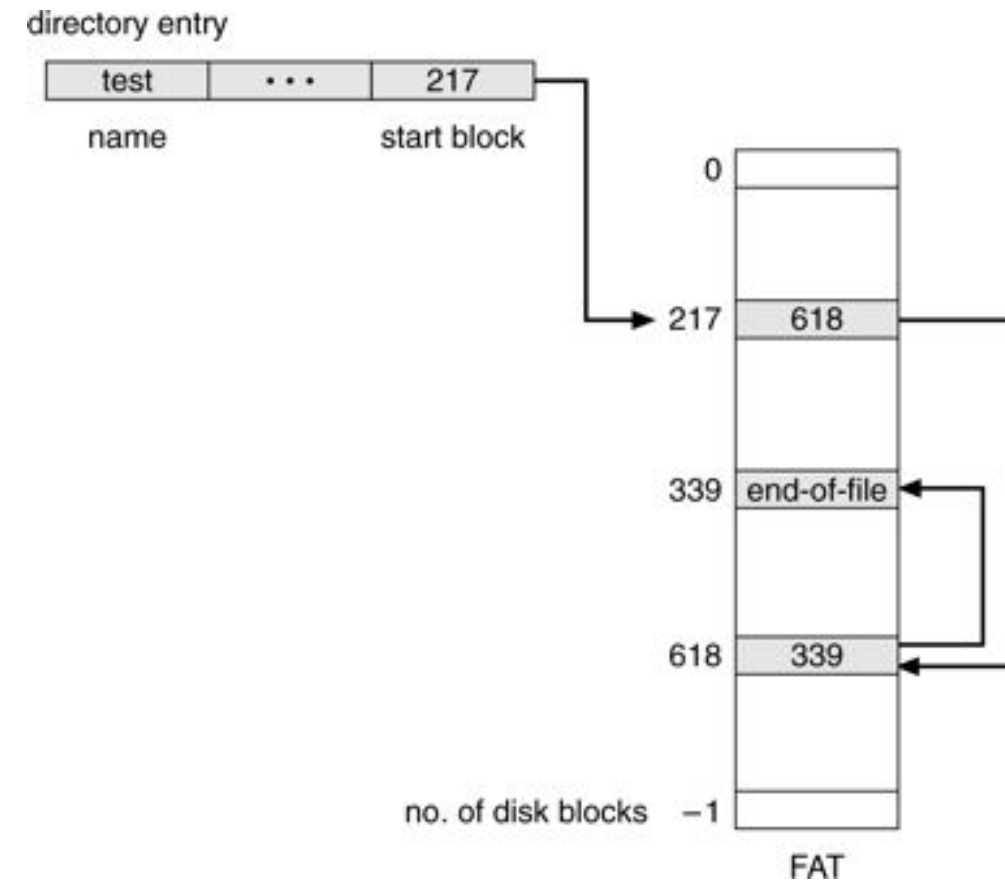 directory entry
test ••• 217
name start block
0
217 618
339 end-of-file
618 339
no. of disk blocks −1
FAT